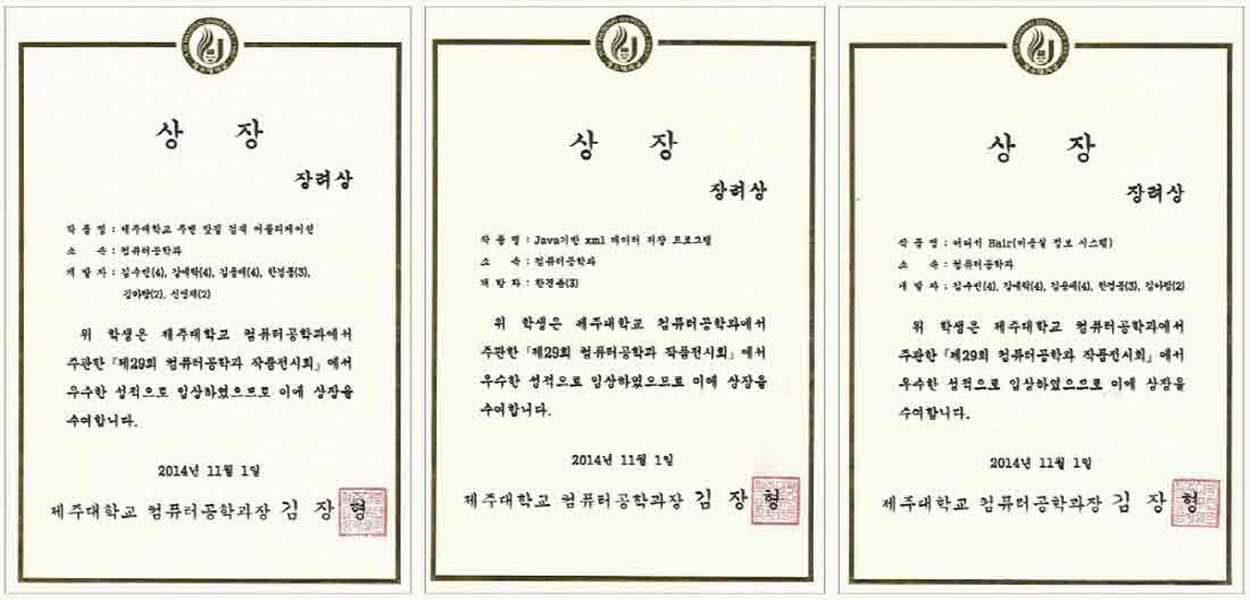 상 장
장려상
작 품 명 : 제주대학교 주변 맛집 검색 어플리케이션
소 속 : 컴퓨터공학과
개 발 자 : 김수민(4), 강예락(4), 김용예(4), 한경풍(3),
김아람(2), 신영재(2)
위 학생은 제주대학교 컴퓨터공학과에서
주관한 「제29회 컴퓨터공학과 작품전시회」에서
우수한 성적으로 입상하였으므로 이에 상장을
수여합니다.
2014년 11월 1일
제주대학교 컴퓨터공학과장 김 장 형
상 장
장려상
작 품 명 : Java기반 xml 데이터 저장 프로그램
소 속 : 컴퓨터공학과
개 발 자 : 한경풍(3)
위 학생은 제주대학교 컴퓨터공학과에서
주관한 「제29회 컴퓨터공학과 작품전시회」에서
우수한 성적으로 입상하였으므로 이에 상장을
수여합니다.
2014년 11월 1일
제주대학교 컴퓨터공학과장 김 장 형
상 장
장려상
작 품 명 : 어디서 Hair(미용실 정보 시스템)
소 속 : 컴퓨터공학과
개 발 자 : 김수민(4), 강예락(4), 김용예(4), 한경풍(3), 김아람(2)
위 학생은 제주대학교 컴퓨터공학과에서
주관한 「제29회 컴퓨터공학과 작품전시회」에서
우수한 성적으로 입상하였으므로 이에 상장을
수여합니다.
2014년 11월 1일
제주대학교 컴퓨터공학과장 김 장 형